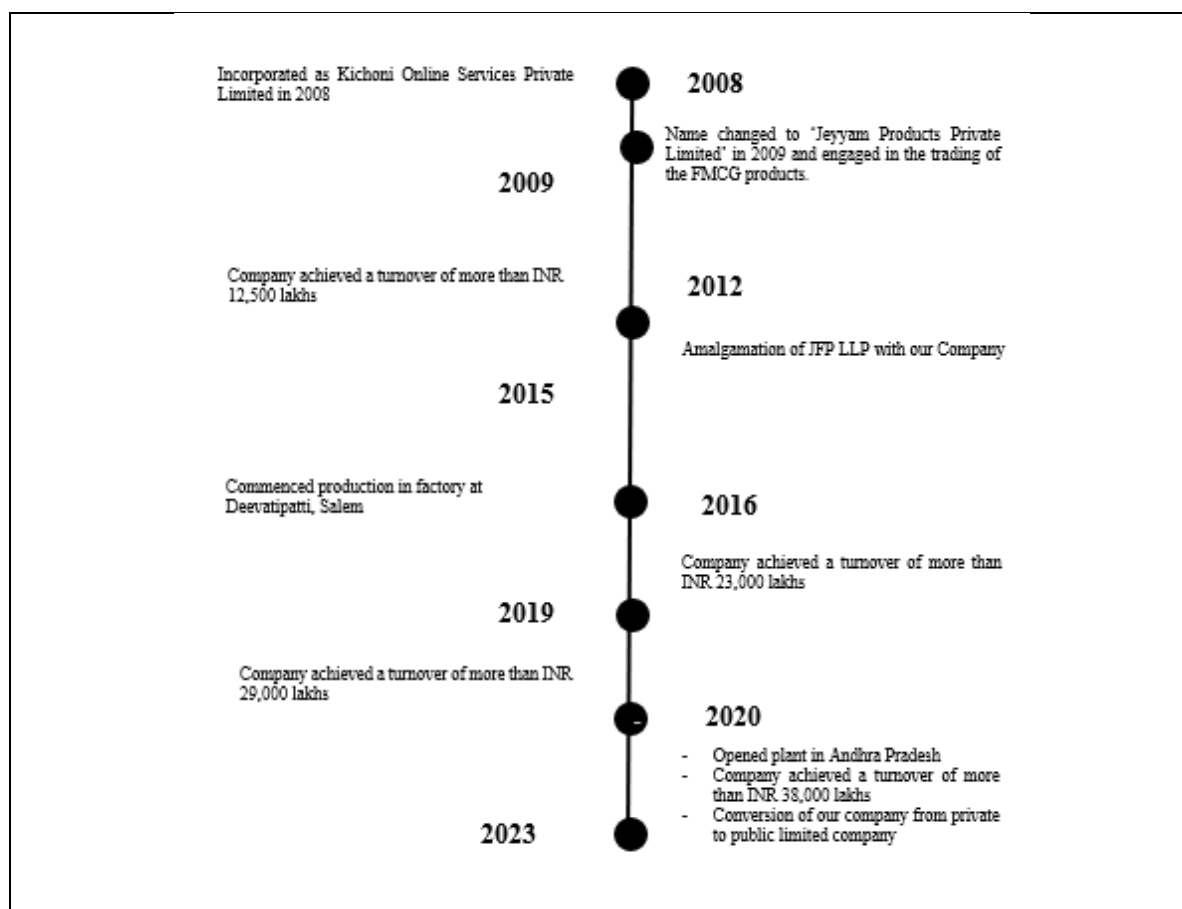 Incorporated as Kichoni Online Services Private
Limited in 2008
2008
Name changed to "Jeyyam Products Private
Limited" in 2009 and engaged in the trading of
the FMCG products.
2009
Company achieved a turnover of more than INR
12,500 lakhs
2012
Amalgamation of JFP LLP with our Company
2015
Commenced production in factory at
Deevatipatti, Salem
2016
Company achieved a turnover of more than
INR 23,000 lakhs
2019
Company achieved a turnover of more than INR
29,000 lakhs
2020
- Opened plant in Andhra Pradesh
- Company achieved a turnover of more
than INR 38,000 lakhs
- Conversion of our company from private
to public limited company
2023